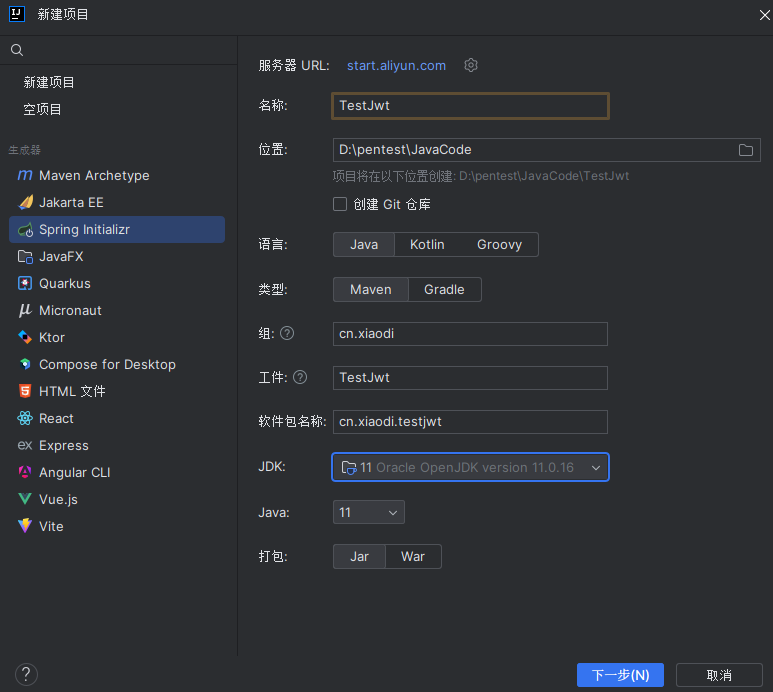 新建项目
新建项目
空项目
生成器
Maven Archetype
Jakarta EE
Spring Initializr
JavaFX
Quarkus
Micronaut
Ktor
Compose for Desktop
HTML 文件
React
Express
Angular CLI
Vue.js
Vite
服务器 URL: start.aliyun.com
名称: TestJwt
位置: D:\pentest\JavaCode
项目将在以下位置创建: D:\pentest\JavaCode\TestJwt
创建 Git 仓库
语言: Java Kotlin Groovy
类型: Maven Gradle
组: cn.xiaodi
工件: TestJwt
软件包名称: cn.xiaodi.testjwt
JDK: 11 Oracle OpenJDK version 11.0.16
Java: 11
打包: Jar War
下一步(N) 取消